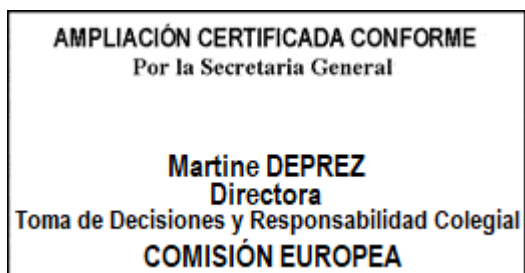 AMPLIACIÓN CERTIFICADA CONFORME
Por la Secretaria General
Martine DEPREZ
Directora
Toma de Decisiones y Responsabilidad Colegial
COMISIÓN EUROPEA